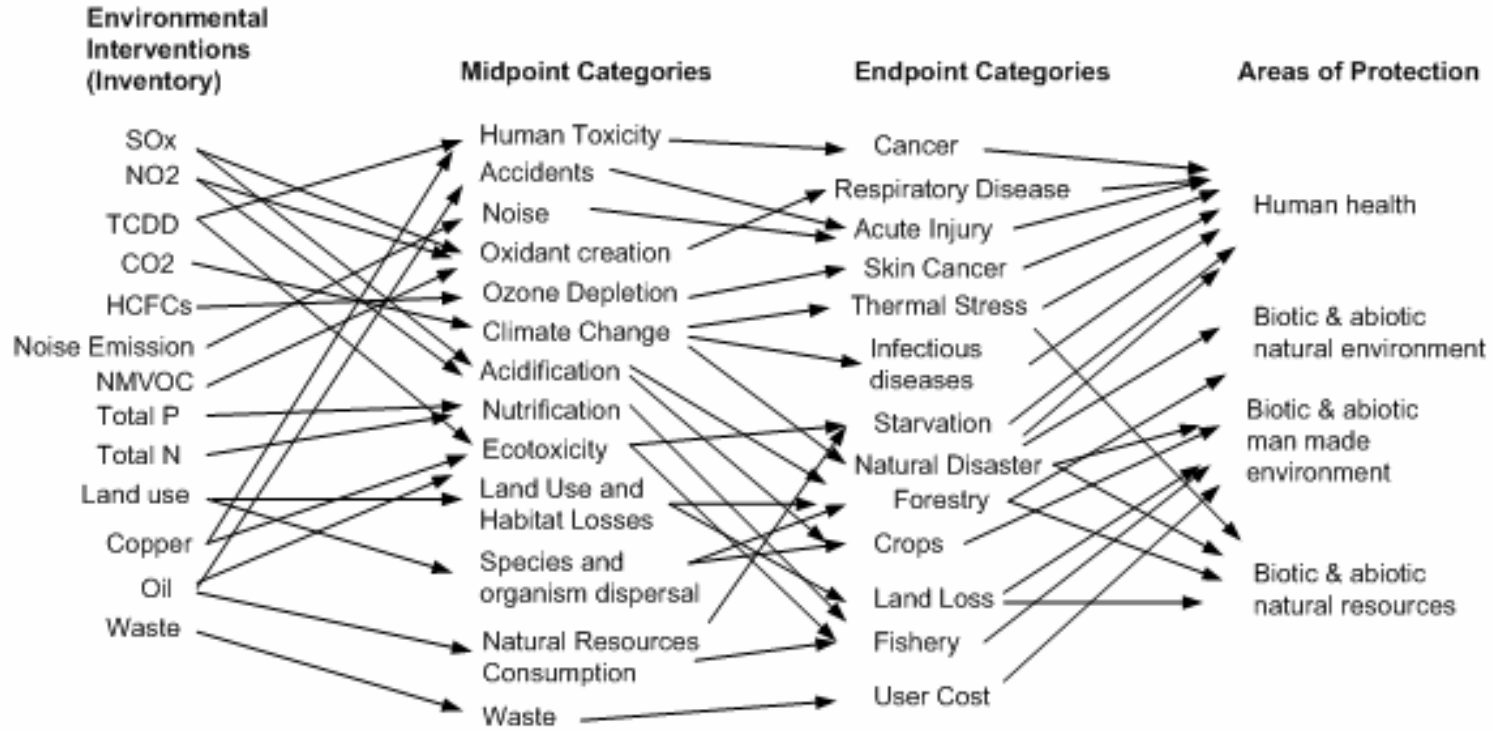 Environmental
Interventions
(Inventory)
SOx
NO2
TCDD
CO2
HCFCs
Noise Emission
NMVOC
Total P
Total N
Land use
Copper
Oil
Waste
Midpoint Categories
Human Toxicity
Accidents
Noise
Oxidant creation
Ozone Depletion
Climate Change
Acidification
Nutrification
Ecotoxicity
Land Use and
Habitat Losses
Species and
organism dispersal
Natural Resources
Consumption
Waste
Endpoint Categories
Cancer
Respiratory Disease
Acute Injury
Skin Cancer
Thermal Stress
Infectious
diseases
Starvation
Natural Disaster
Forestry
Crops
Land Loss
Fishery
User Cost
Areas of Protection
Human health
Biotic & abiotic
natural environment
Biotic & abiotic
man made
environment
Biotic & abiotic
natural resources